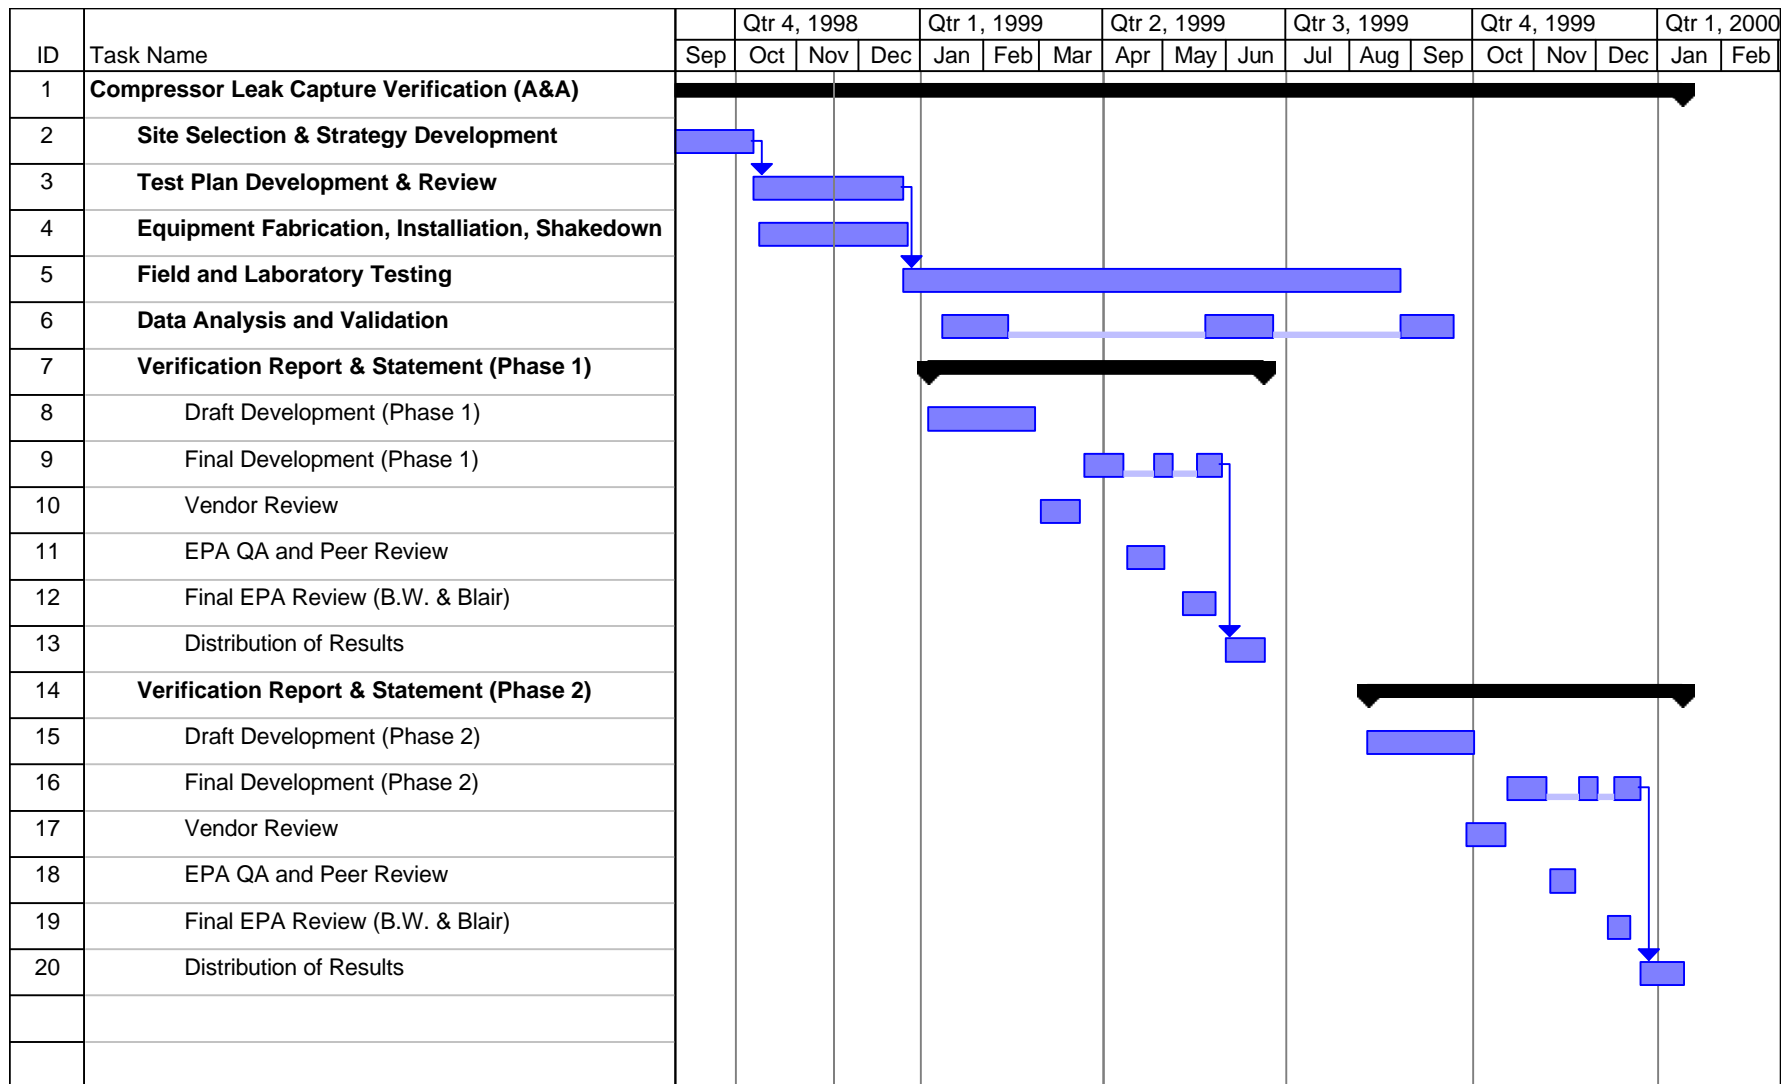 Qtr 4, 1998 Qtr 1, 1999 Qtr 2, 1999 Qtr 3, 1999 Qtr 4, 1999 Qtr 1, 2000
ID Task Name Sep Oct Nov Dec Jan Feb Mar Apr May Jun Jul Aug Sep Oct Nov Dec Jan Feb
1 Compressor Leak Capture Verification (A&A)
2 Site Selection & Strategy Development
3 Test Plan Development & Review
4 Equipment Fabrication, Installiation, Shakedown
5 Field and Laboratory Testing
6 Data Analysis and Validation
7 Verification Report & Statement (Phase 1)
8 Draft Development (Phase 1)
9 Final Development (Phase 1)
10 Vendor Review
11 EPA QA and Peer Review
12 Final EPA Review (B.W. & Blair)
13 Distribution of Results
14 Verification Report & Statement (Phase 2)
15 Draft Development (Phase 2)
16 Final Development (Phase 2)
17 Vendor Review
18 EPA QA and Peer Review
19 Final EPA Review (B.W. & Blair)
20 Distribution of Results